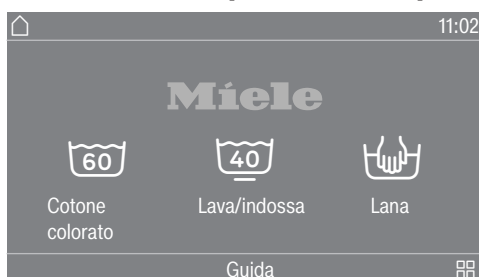 11:02
Miele
60
40
Cotone colorato
Lava/indossa
Lana
Guida